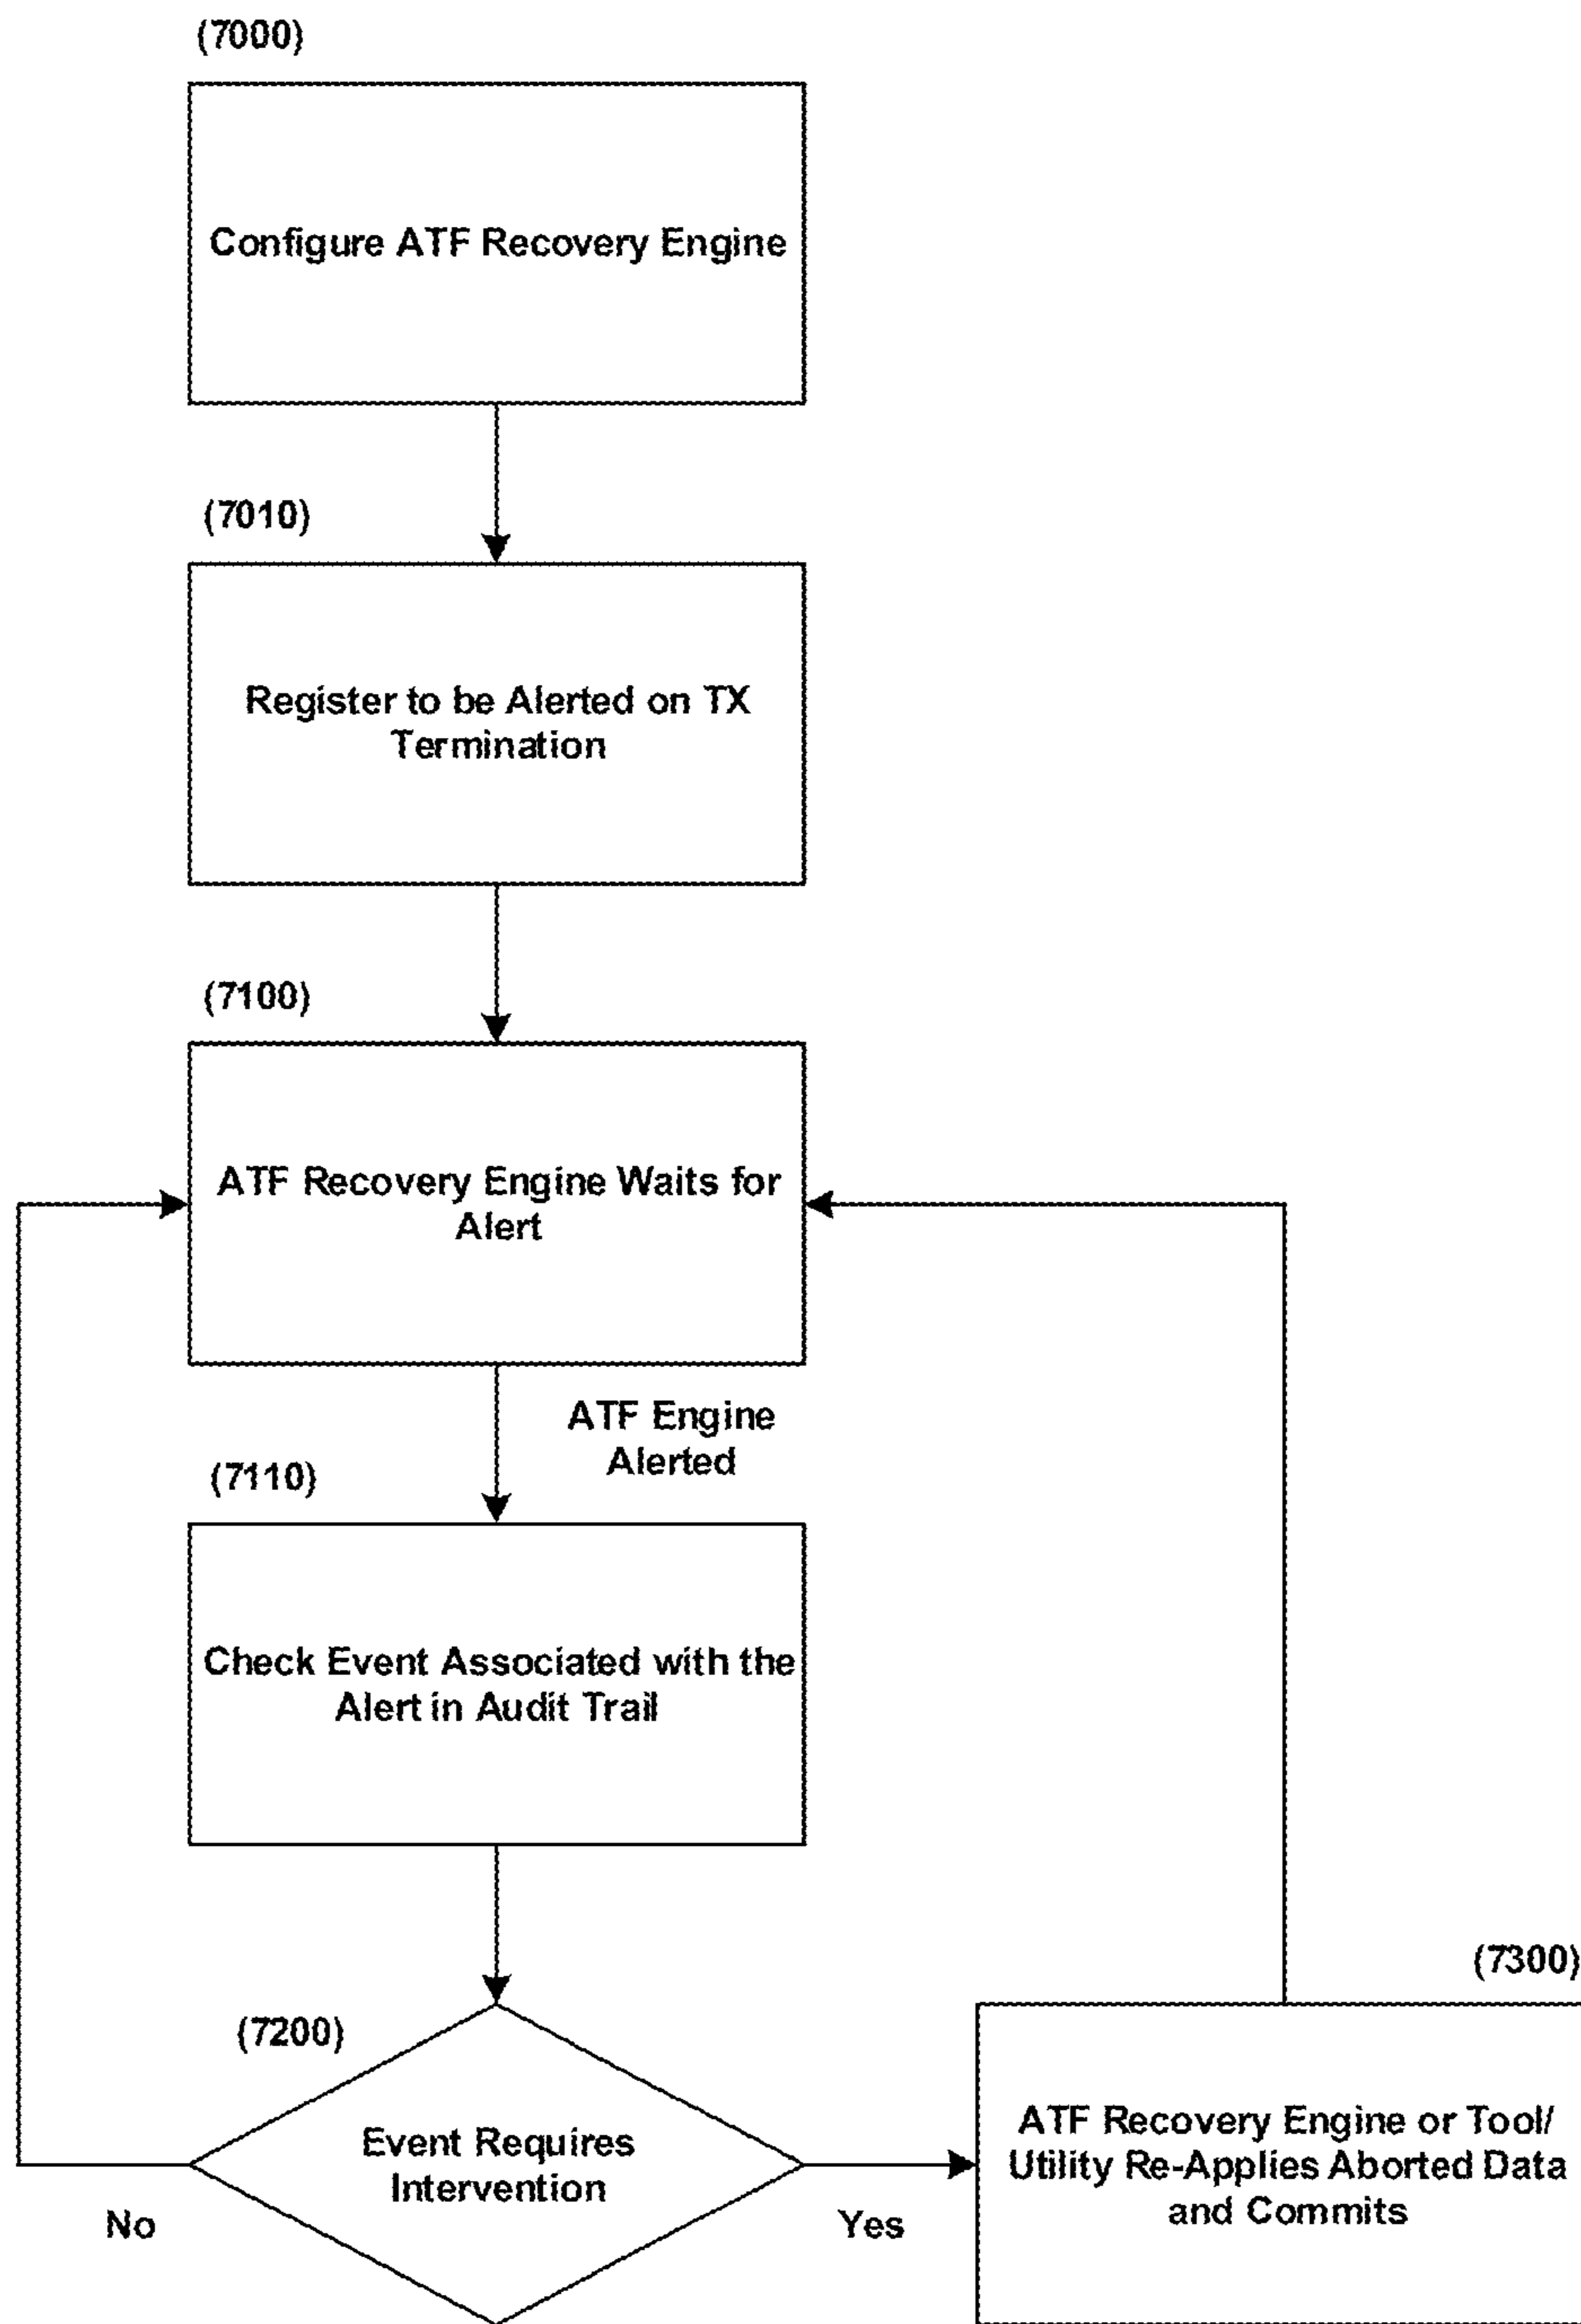 (7000)
Configure ATF Recovery Engine
(7010)
Register to be Alerted on TX
Termination
(7100)
ATF Recovery Engine Waits for
Alert
ATF Engine
Alerted
(7110)
Check Event Associated with the
Alert in Audit Trail
(7200)
Event Requires
Intervention
No
Yes
(7300)
ATF Recovery Engine or Tool/
Utility Re-Applies Aborted Data
and Commits